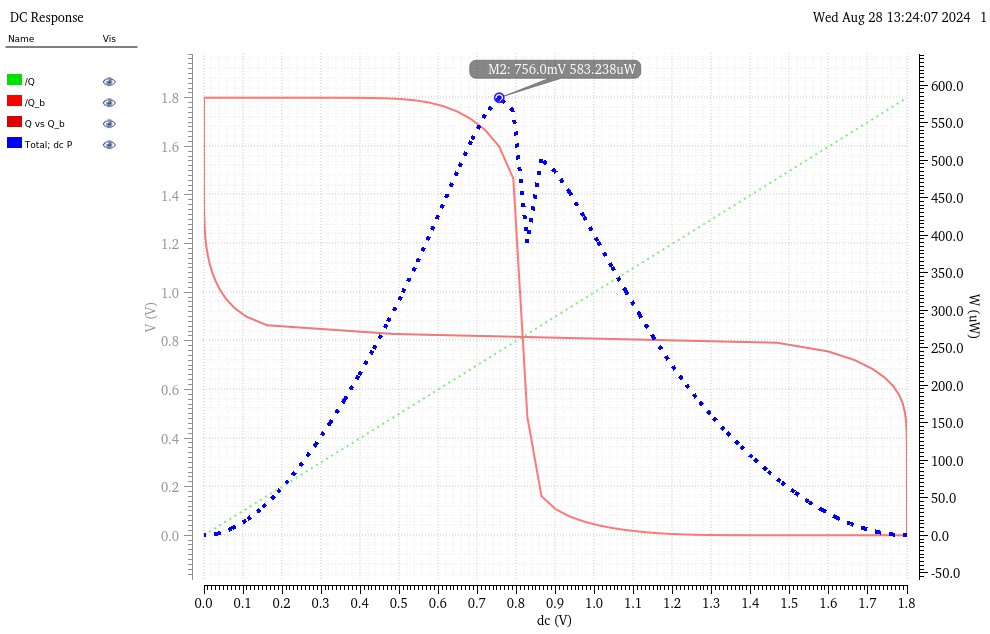 DC Response
Wed Aug 28 13:24:07 2024 1
Name Vis
/Q
/Q_b
Q vs Q_b
Total; dc P
M2: 756.0mV 583.238uW
1.8
1.6
1.4
1.2
1.0
0.8
0.6
0.4
0.2
0.0
V (V)
600.0
550.0
500.0
450.0
400.0
350.0
300.0
250.0
200.0
150.0
100.0
50.0
0.0
-50.0
W (uW)
0.0 0.1 0.2 0.3 0.4 0.5 0.6 0.7 0.8 0.9 1.0 1.1 1.2 1.3 1.4 1.5 1.6 1.7 1.8
dc (V)